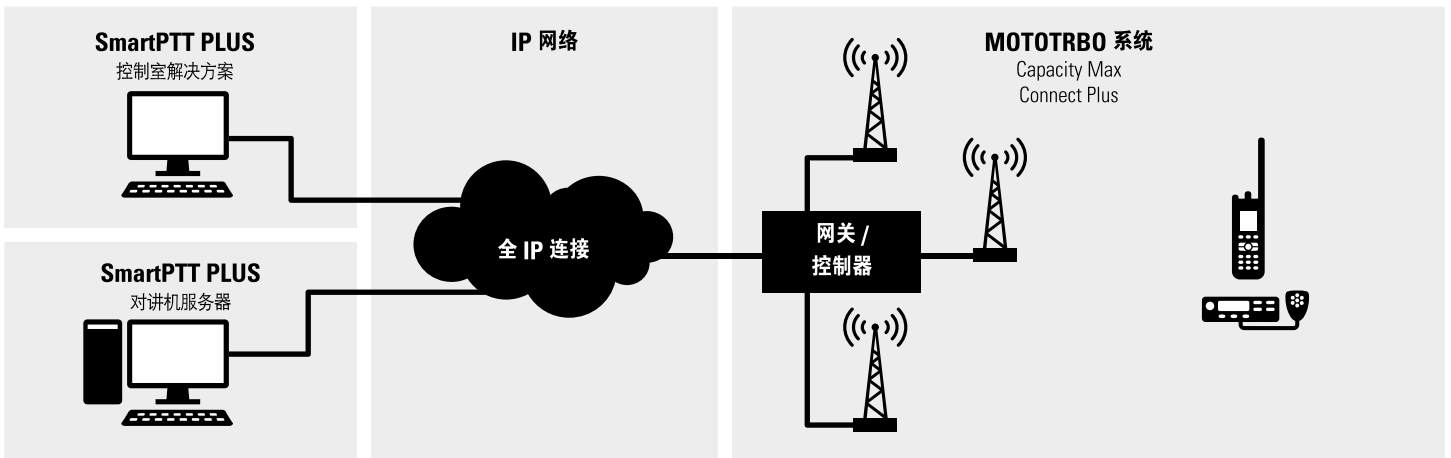 SmartPTT PLUS
控制室解决方案
SmartPTT PLUS
对讲机服务器
IP 网络
全 IP 连接
MOTOTRBO 系统
Capacity Max
Connect Plus
网关 /
控制器